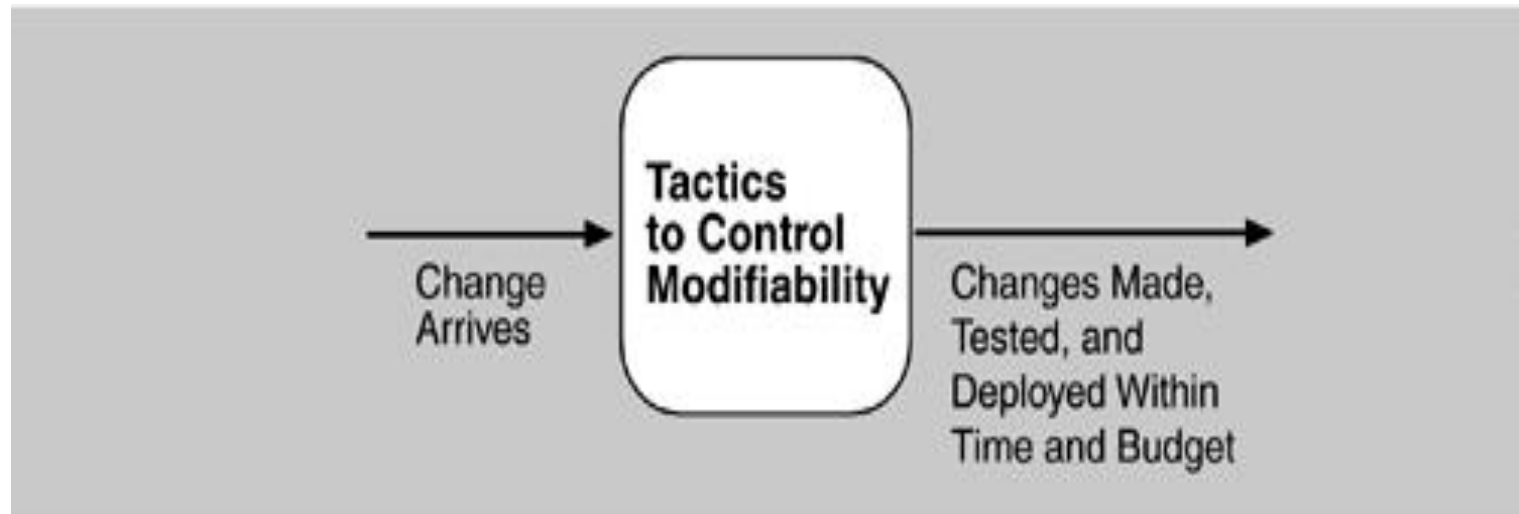 Change
Arrives
Tactics
to Control
Modifiability
Changes Made,
Tested, and
Deployed Within
Time and Budget